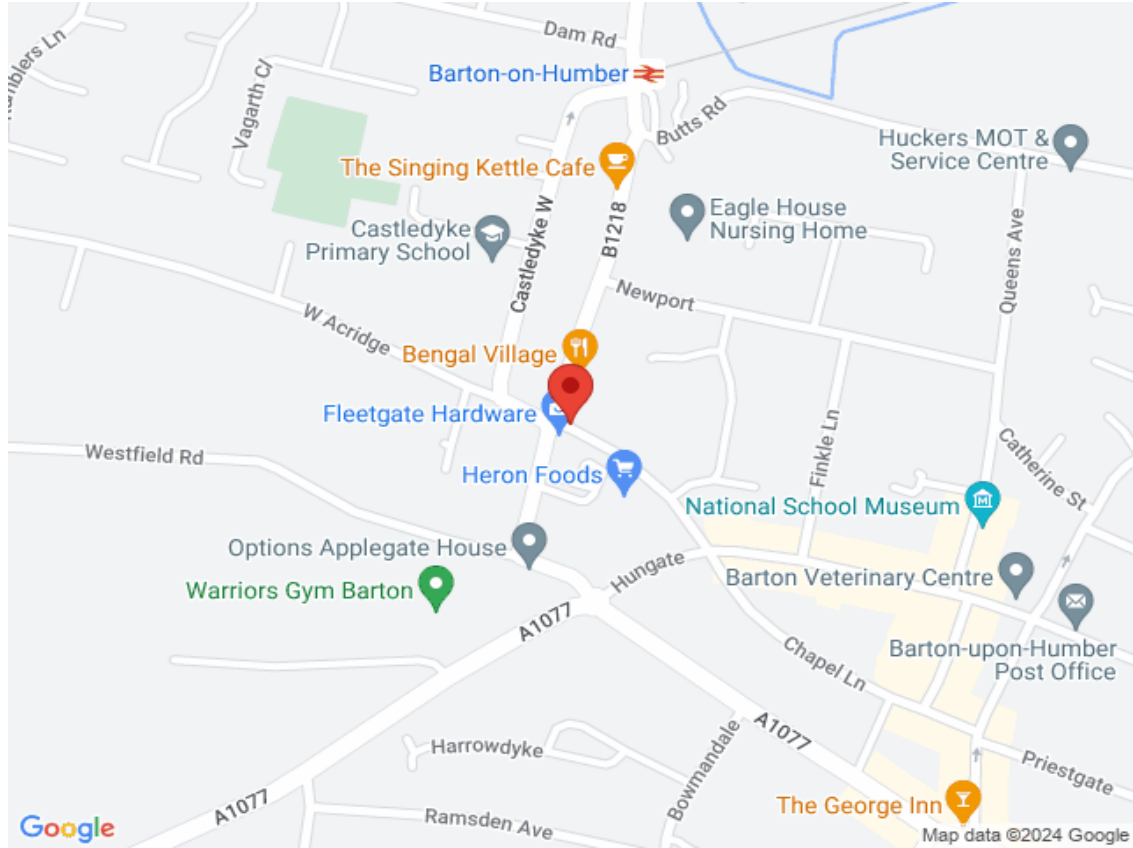 Dam Rd
Ramblers Ln
Vagarth Cl
Barton-on-Humber
Butts Rd
Huckers MOT &
Service Centre
The Singing Kettle Cafe
Castledyke
Primary School
Castledyke W
B1218
Eagle House
Nursing Home
Queens Ave
Newport
W Acridge
Bengal Village
Fleetgate Hardware
Westfield Rd
Heron Foods
Finkle Ln
Catherine St
National School Museum
Options Applegate House
Hungate
Barton Veterinary Centre
Warriors Gym Barton
A1077
Chapel Ln
Barton-upon-Humber
Post Office
A1077
Harrowdyke
Bowmandale
Priestgate
A1077
Ramsden Ave
The George Inn
Google
Map data ©2024 Google